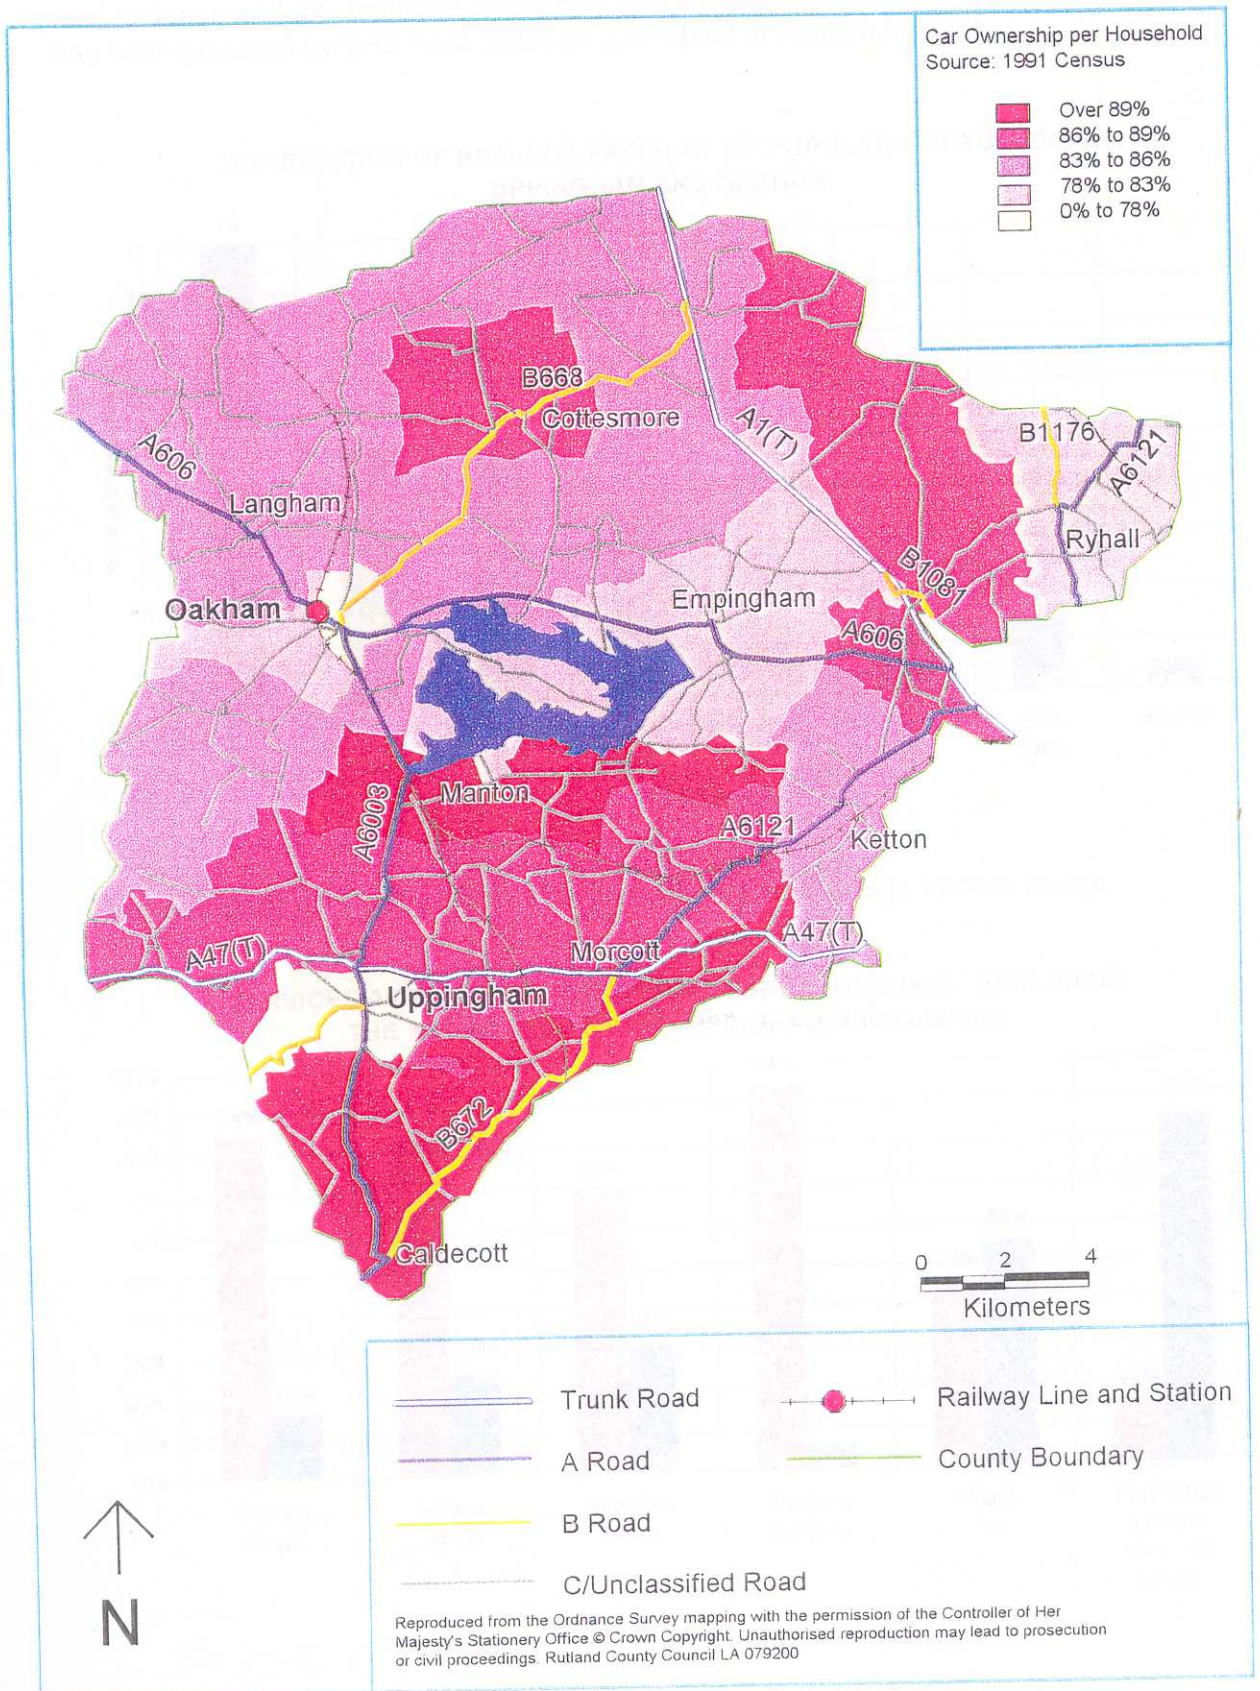 Car Ownership per Household
Source: 1991 Census
Over 89%
86% to 89%
83% to 86%
78% to 83%
0% to 78%
B668
Cottesmore
A1(T)
B1176
A6121
A606
Langham
Ryhall
B1081
Oakham
Empingham
A606
A6003
Manton
A6121
Ketton
A47(T)
Morcott
A47(T)
Uppingham
B672
Caldecott
0 2 4
Kilometers
Trunk Road
Railway Line and Station
A Road
County Boundary
B Road
C/Unclassified Road
N
Reproduced from the Ordnance Survey mapping with the permission of the Controller of Her
Majesty's Stationery Office © Crown Copyright. Unauthorised reproduction may lead to prosecution
or civil proceedings. Rutland County Council LA 079200